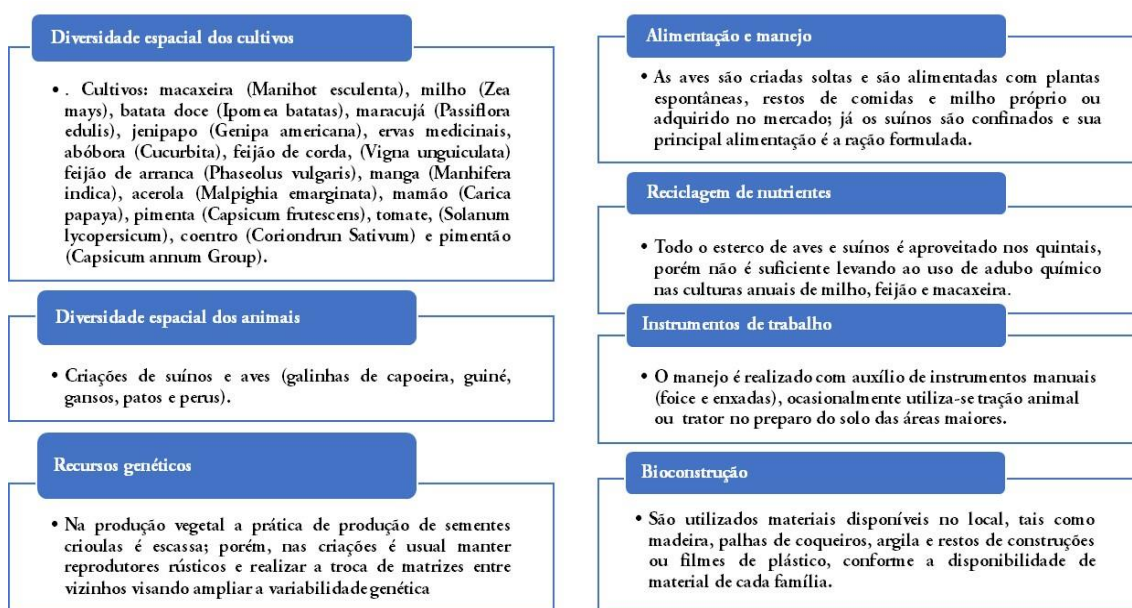 Diversidade espacial dos cultivos
• . Cultivos: macaxeira (Manihot esculenta), milho (Zea
mays), batata doce (Ipomea batatas), maracujá (Passiflora
edulis), jenipapo (Genipa americana), ervas medicinais,
abóbora (Cucurbita), feijão de corda, (Vigna unguiculata)
feijão de arranca (Phaseolus vulgaris), manga (Manhifera
indica), acerola (Malpighia emarginata), mamão (Carica
papaya), pimenta (Capsicum frutescens), tomate, (Solanum
lycopersicum), coentro (Coriondrun Sativum) e pimentão
(Capsicum annum Group).
Diversidade espacial dos animais
• Criações de suínos e aves (galinhas de capoeira, guiné,
gansos, patos e perus).
Recursos genéticos
• Na produção vegetal a prática de produção de sementes
crioulas é escassa; porém, nas criações é usual manter
reprodutores rústicos e realizar a troca de matrizes entre
vizinhos visando ampliar a variabilidade genética
Alimentação e manejo
• As aves são criadas soltas e são alimentadas com plantas
espontâneas, restos de comidas e milho próprio ou
adquirido no mercado; já os suínos são confinados e sua
principal alimentação é a ração formulada.
Reciclagem de nutrientes
• Todo o esterco de aves e suínos é aproveitado nos quintais,
porém não é suficiente levando ao uso de adubo químico
nas culturas anuais de milho, feijão e macaxeira.
Instrumentos de trabalho
• O manejo é realizado com auxílio de instrumentos manuais
(foice e enxadas), ocasionalmente utiliza-se tração animal
ou trator no preparo do solo das áreas maiores.
Bioconstrução
• São utilizados materiais disponíveis no local, tais como
madeira, palhas de coqueiros, argila e restos de construções
ou filmes de plástico, conforme a disponibilidade de
material de cada família.